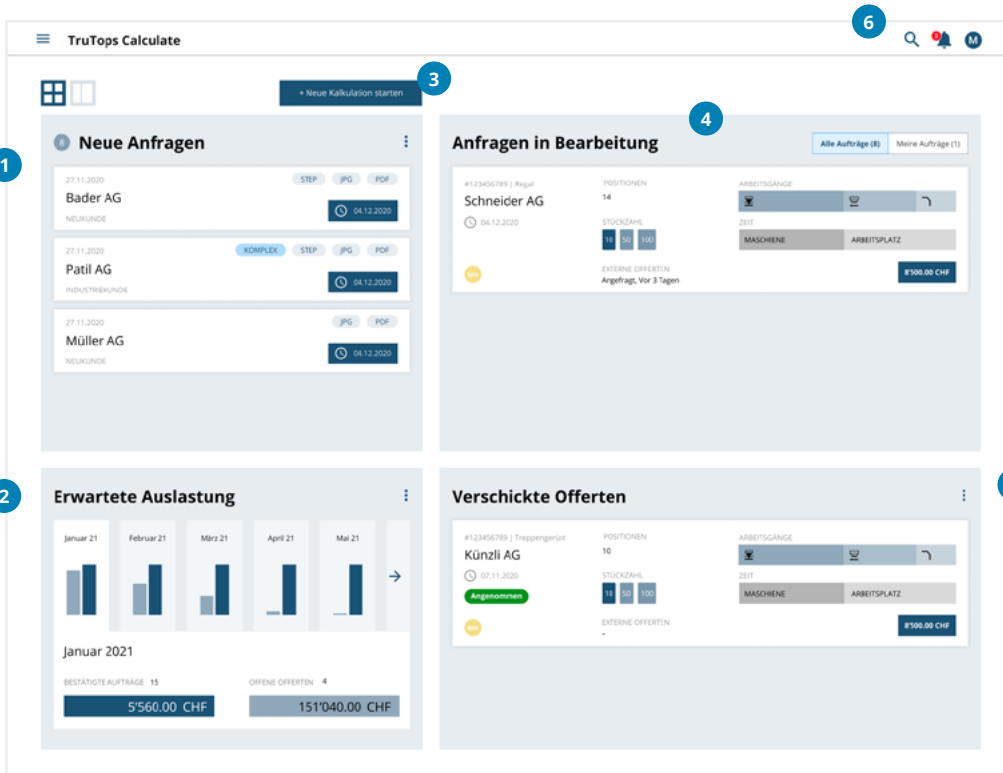 6
TruTops Calculate
M
3
+ Neue Kalkulation starten
4
1
8 Neue Anfragen
27.11.2020 STEP JPG PDF
Bader AG
04.12.2020
NEUKUNDE
27.11.2020 KOMPLEX STEP JPG PDF
Patil AG
04.12.2020
INDUSTRIEKUNDE
27.11.2020 JPG PDF
Müller AG
04.12.2020
NEUKUNDE
Anfragen in Bearbeitung Alle Aufträge (8) Meine Aufträge (1)
#123456789 | Regal POSITIONEN ARBEITSGÄNGE
Schneider AG 14
04.12.2020 STÜCKZAHL ZEIT
10 50 100 MASCHIENE ARBEITSPLATZ
EXTERNE OFFERTEN
Angefragt, Vor 3 Tagen 8'500.00 CHF
2
Erwartete Auslastung
Januar 21 Februar 21 März 21 April 21 Mai 21
Januar 2021
BESTÄTIGTE AUFTRÄGE 15 OFFENE OFFERTEN 4
5'560.00 CHF 151'040.00 CHF
Verschickte Offerten
#123456789 | Treppengerüst POSITIONEN ARBEITSGÄNGE
Künzli AG 10
07.11.2020 STÜCKZAHL ZEIT
Angenommen 10 50 100 MASCHIENE ARBEITSPLATZ
EXTERNE OFFERTEN
– 8'500.00 CHF